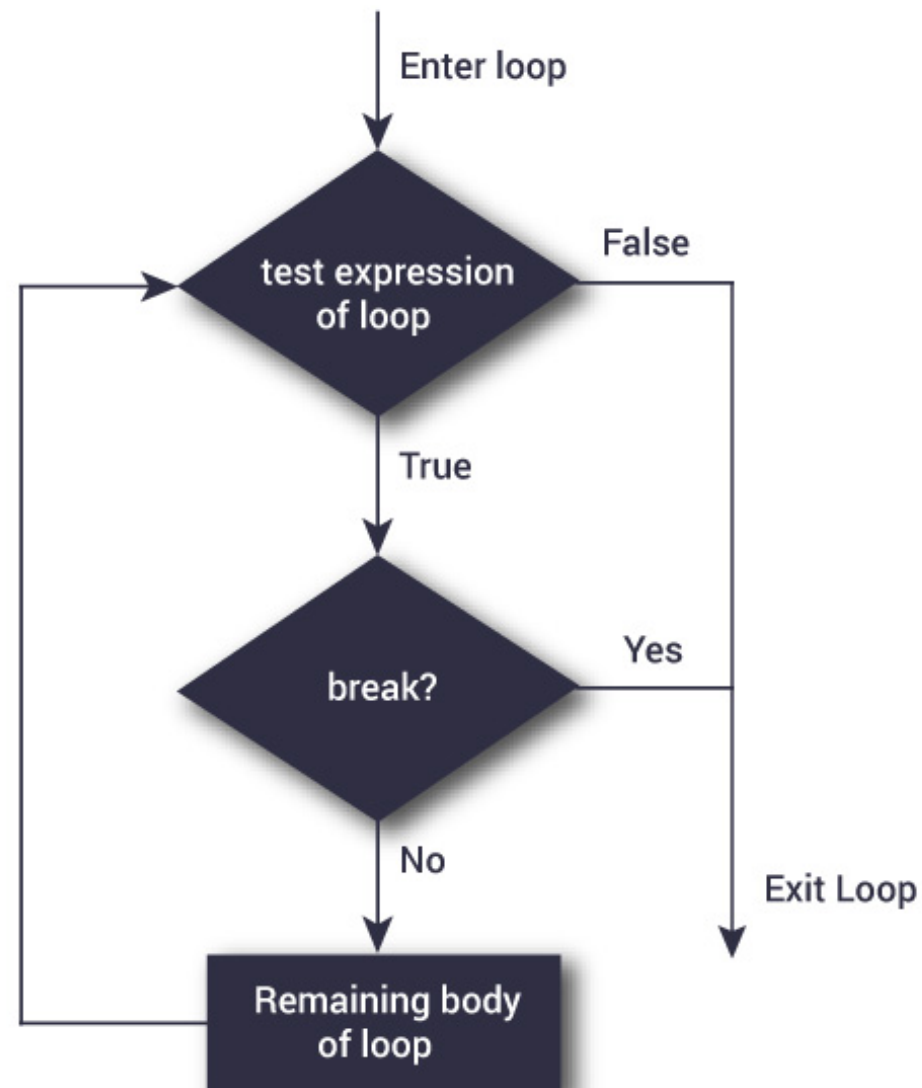 Enter loop
False
test expression
of loop
True
Yes
break?
No
Exit Loop
Remaining body
of loop